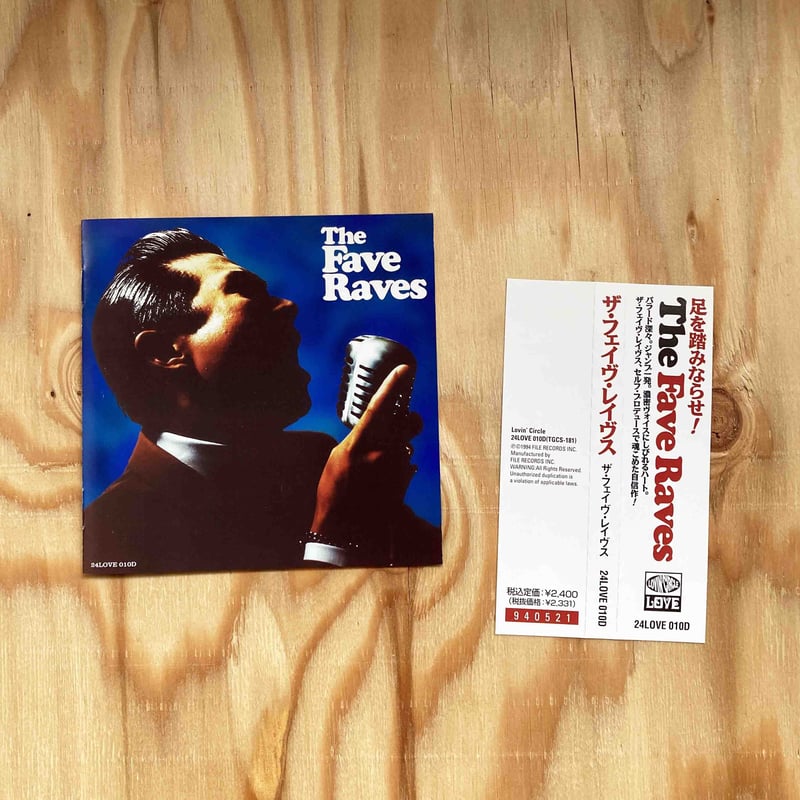 The
Fave
Raves
24LOVE 010D
足を踏みならせ!
The Fave Raves
バラード深々。ジャンプ一発。濃密ヴォイスにしびれるハート。
ザ・フェイヴ・レイヴス、セルフ・プロデュースで魂こめた自信作!
LOVIN' CIRCLE
LOVE
24LOVE 010D
ザ・フェイヴ・レイヴス
ザ・フェイヴ・レイヴス
24LOVE 010D
Lovin' Circle
24LOVE 010D(TGCS-181)
℗©1994 FILE RECORDS INC.
Manufactured by
FILE RECORDS INC.
WARNING:All Rights Reserved.
Unauthorized duplication is
a violation of applicable laws.
税込定価:¥2,400
(税抜価格:¥2,331)
940521